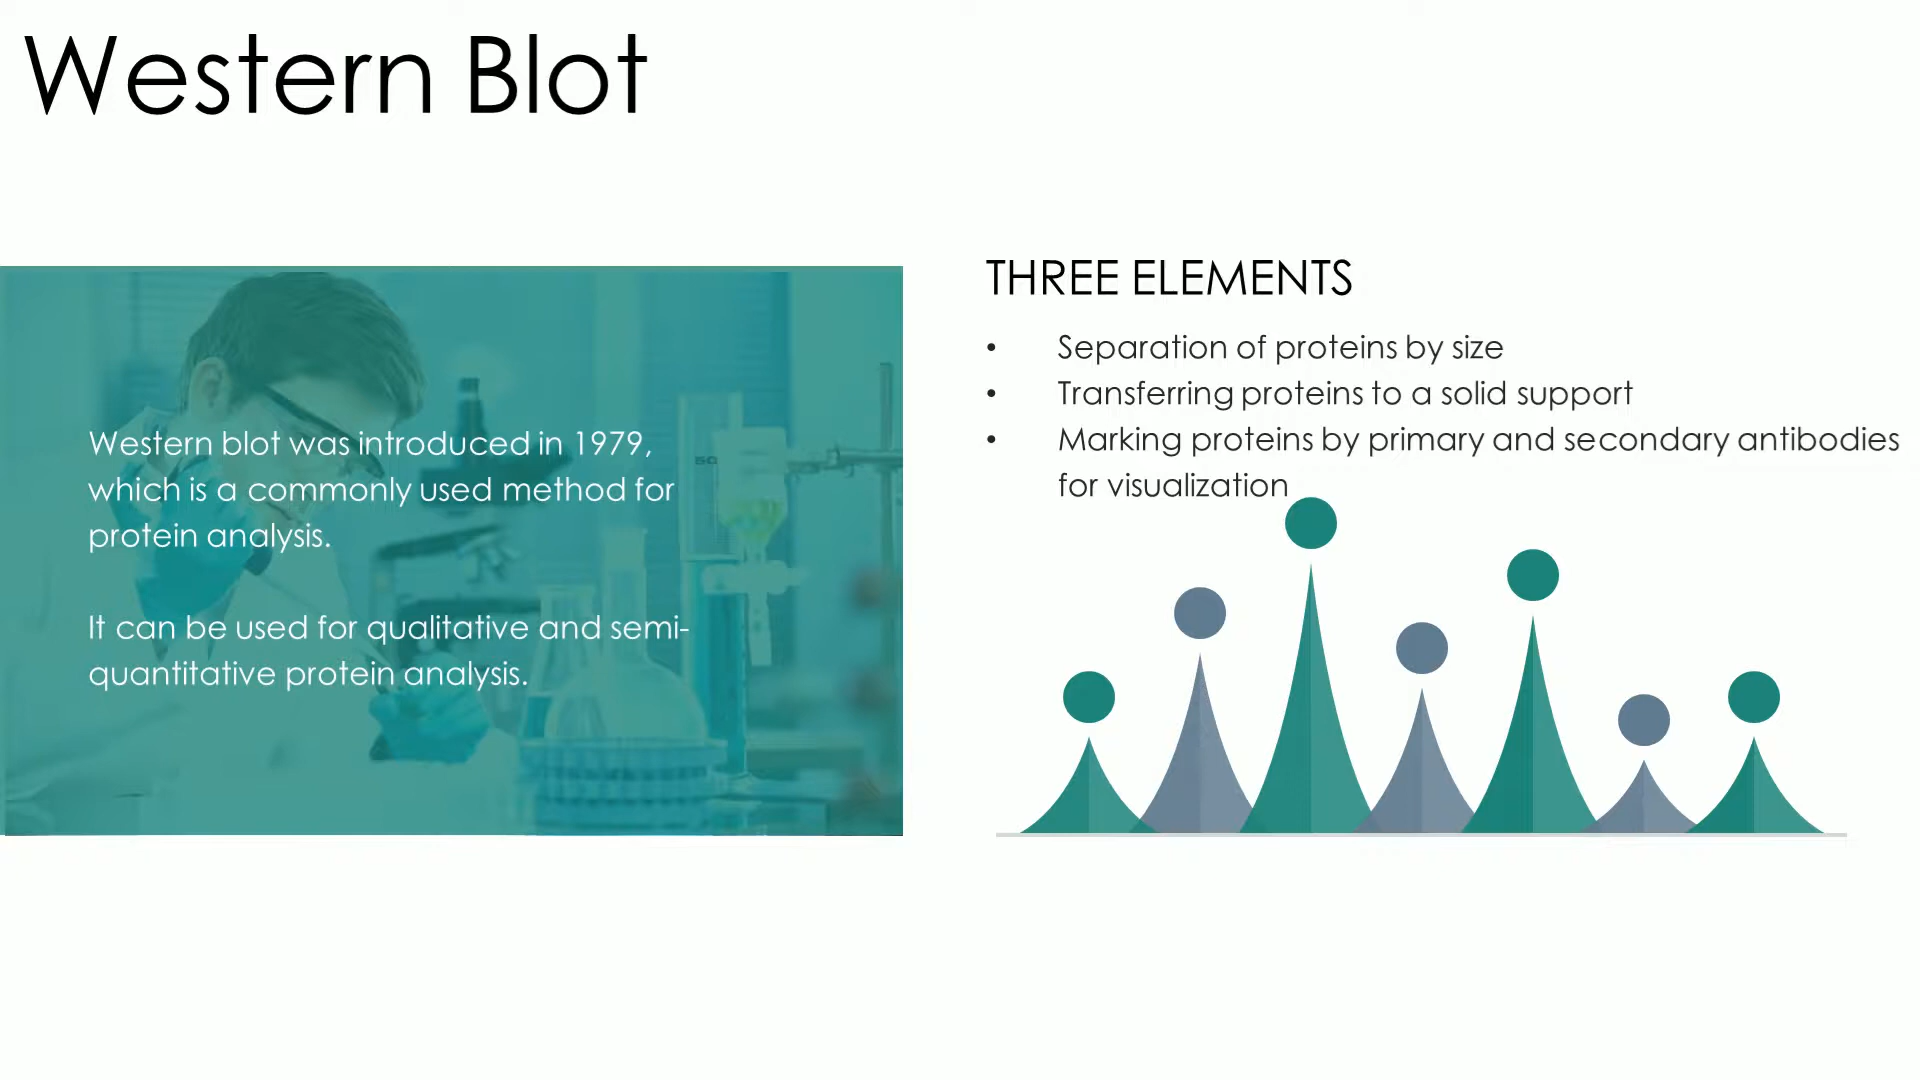 Western Blot
Western blot was introduced in 1979,
which is a commonly used method for
protein analysis.
It can be used for qualitative and semi-
quantitative protein analysis.
THREE ELEMENTS
• Separation of proteins by size
• Transferring proteins to a solid support
• Marking proteins by primary and secondary antibodies
for visualization
50